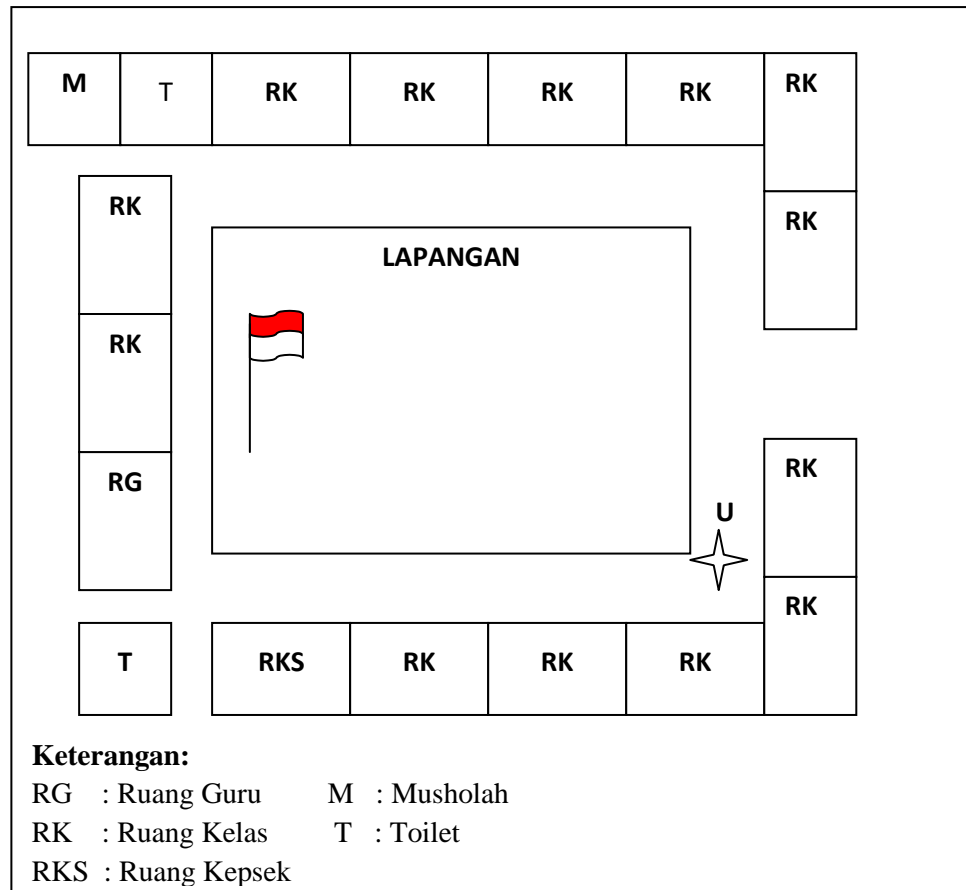 M T RK RK RK RK RK
RK RK
LAPANGAN
RK
RG RK
U
RK
T RKS RK RK RK
Keterangan:
RG : Ruang Guru M : Musholah
RK : Ruang Kelas T : Toilet
RKS : Ruang Kepsek